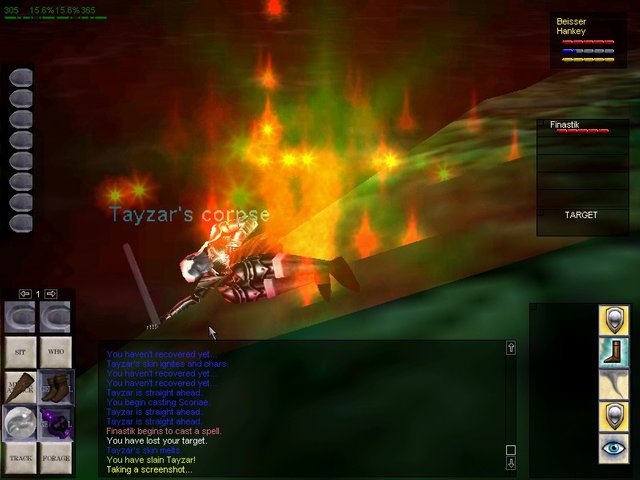 305 15.6%15.6%365
Beisser
Hankey
Finastik
TARGET
Tayzar's corpse
1
SIT
WHO
TRACK
FORAGE
You haven't recovered yet...
Tayzar's skin ignites and chars.
You haven't recovered yet...
You haven't recovered yet...
Tayzar is straight ahead.
You begin casting Scoriae.
Tayzar is straight ahead.
Tayzar is straight ahead.
Finastik begins to cast a spell.
You have lost your target.
Tayzar's skin melts.
You have slain Tayzar!
Taking a screenshot...